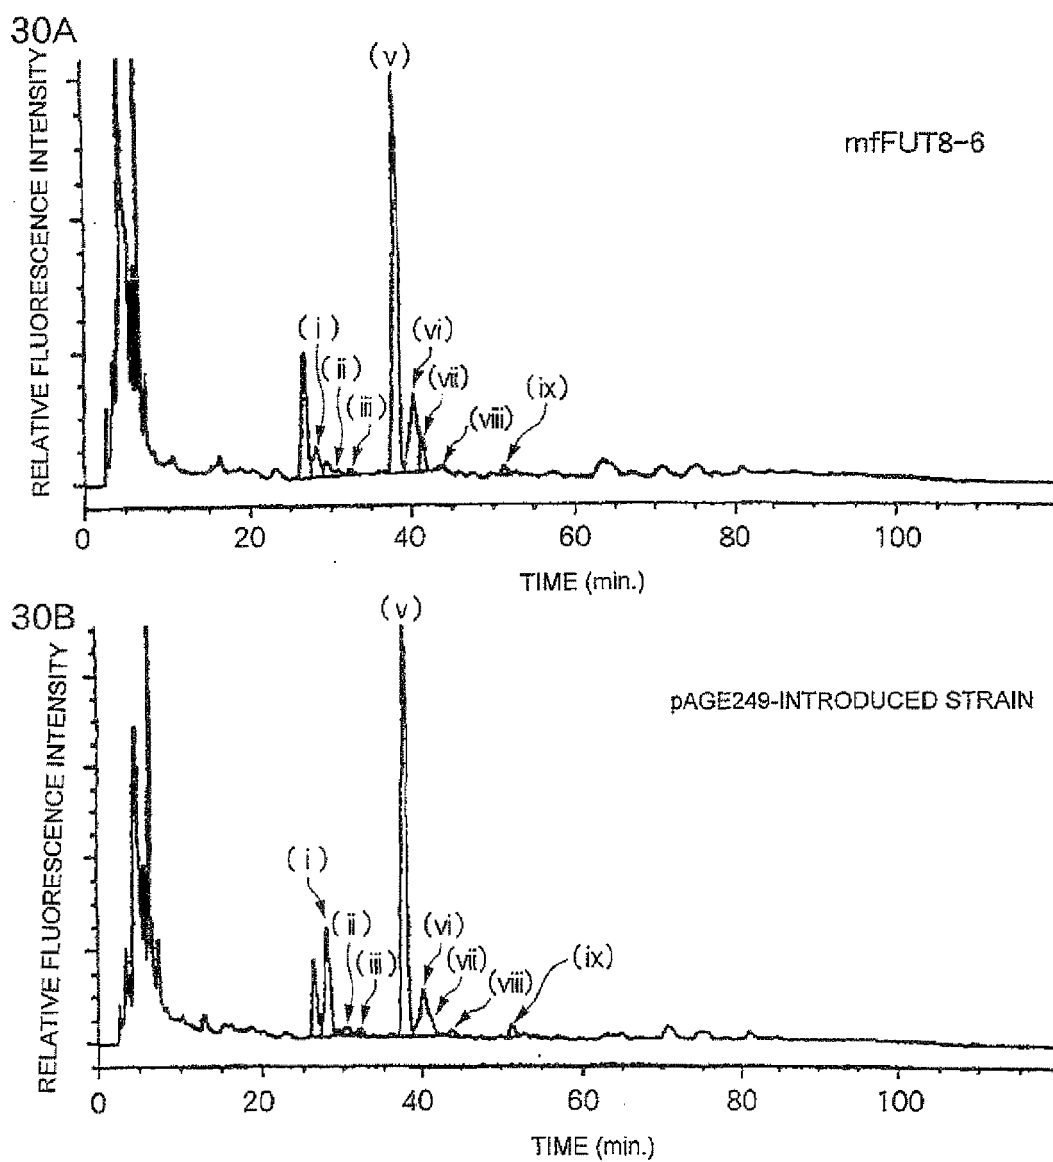 30A
RELATIVE FLUORESCENCE INTENSITY
(v)
mfFUT8-6
(i)
(ii)
(iii)
(vi)
(vii)
(viii)
(ix)
0 20 40 60 80 100
TIME (min.)
30B
RELATIVE FLUORESCENCE INTENSITY
(v)
pAGE249-INTRODUCED STRAIN
(i)
(ii)
(iii)
(vi)
(vii)
(viii)
(ix)
0 20 40 60 80 100
TIME (min.)